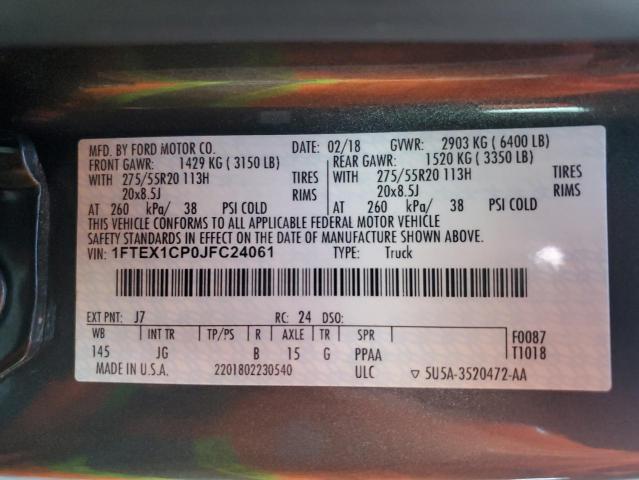 MFD. BY FORD MOTOR CO. DATE: 02/18 GVWR: 2903 KG ( 6400 LB)
FRONT GAWR: 1429 KG ( 3150 LB) REAR GAWR: 1520 KG ( 3350 LB)
WITH 275/55R20 113H TIRES WITH 275/55R20 113H TIRES
20x8.5J RIMS 20x8.5J RIMS
AT 260 kPa/ 38 PSI COLD AT 260 kPa/ 38 PSI COLD
THIS VEHICLE CONFORMS TO ALL APPLICABLE FEDERAL MOTOR VEHICLE
SAFETY STANDARDS IN EFFECT ON THE DATE OF MANUFACTURE SHOWN ABOVE.
VIN: 1FTEX1CP0JFC24061 TYPE: Truck
EXT PNT: J7 RC: 24 DSO:
WB INT TR TP/PS R AXLE TR SPR F0087
145 JG B 15 G PPAA T1018
MADE IN U.S.A. 2201802230540 ULC ▽ 5U5A-3520472-AA